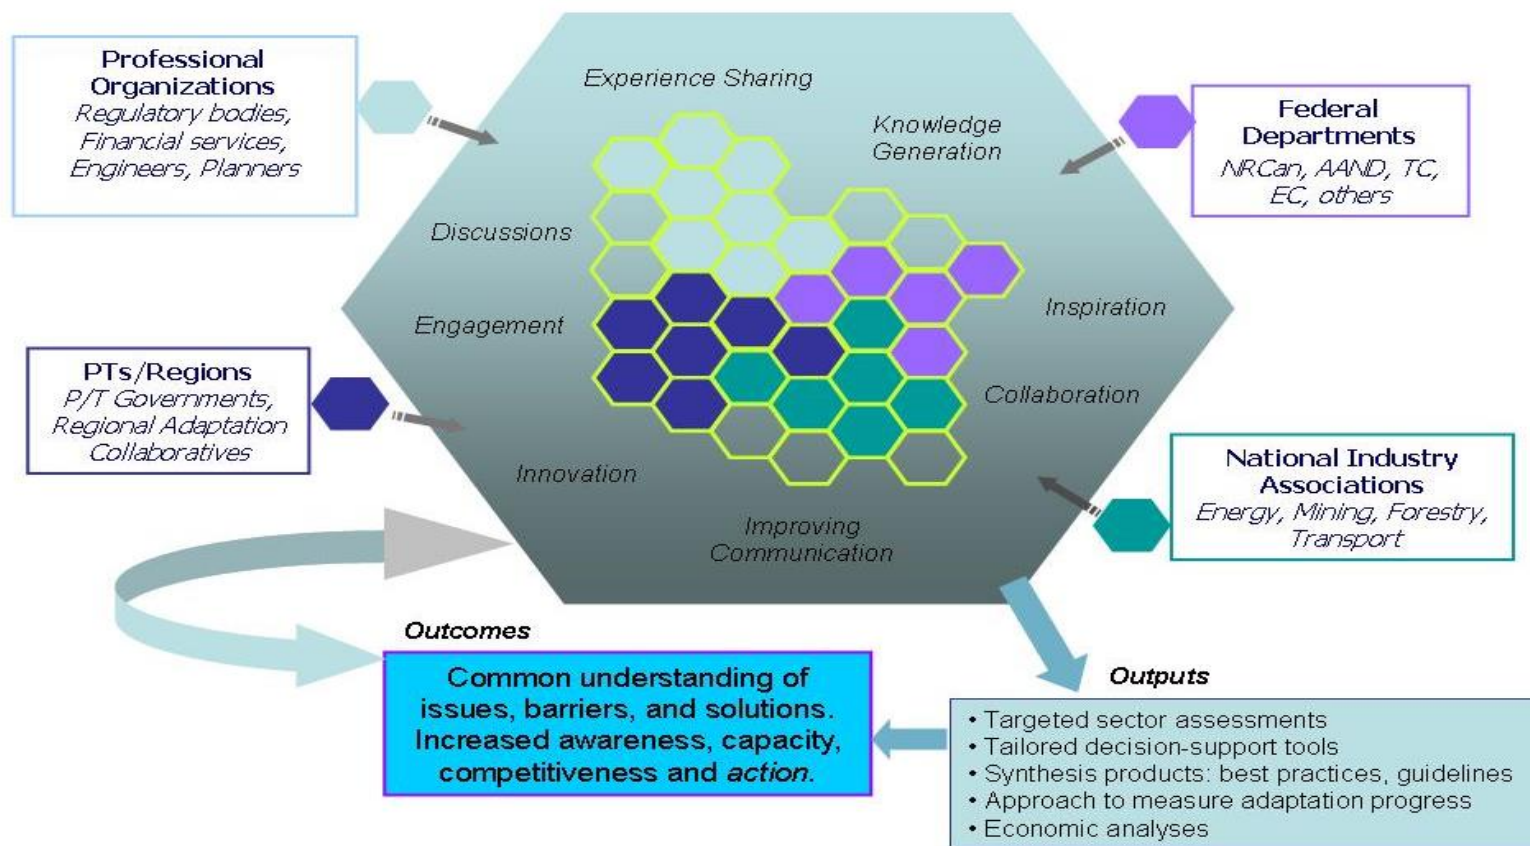 Professional
Organizations
Regulatory bodies,
Financial services,
Engineers, Planners
Experience Sharing
Knowledge
Generation
Federal
Departments
NRCan, AAND, TC,
EC, others
Discussions
Engagement
Inspiration
PTs/Regions
P/T Governments,
Regional Adaptation
Collaboratives
Collaboration
Innovation
National Industry
Associations
Energy, Mining, Forestry,
Transport
Improving
Communication
Outcomes
Common understanding of
issues, barriers, and solutions.
Increased awareness, capacity,
competitiveness and action.
Outputs
• Targeted sector assessments
• Tailored decision-support tools
• Synthesis products: best practices, guidelines
• Approach to measure adaptation progress
• Economic analyses